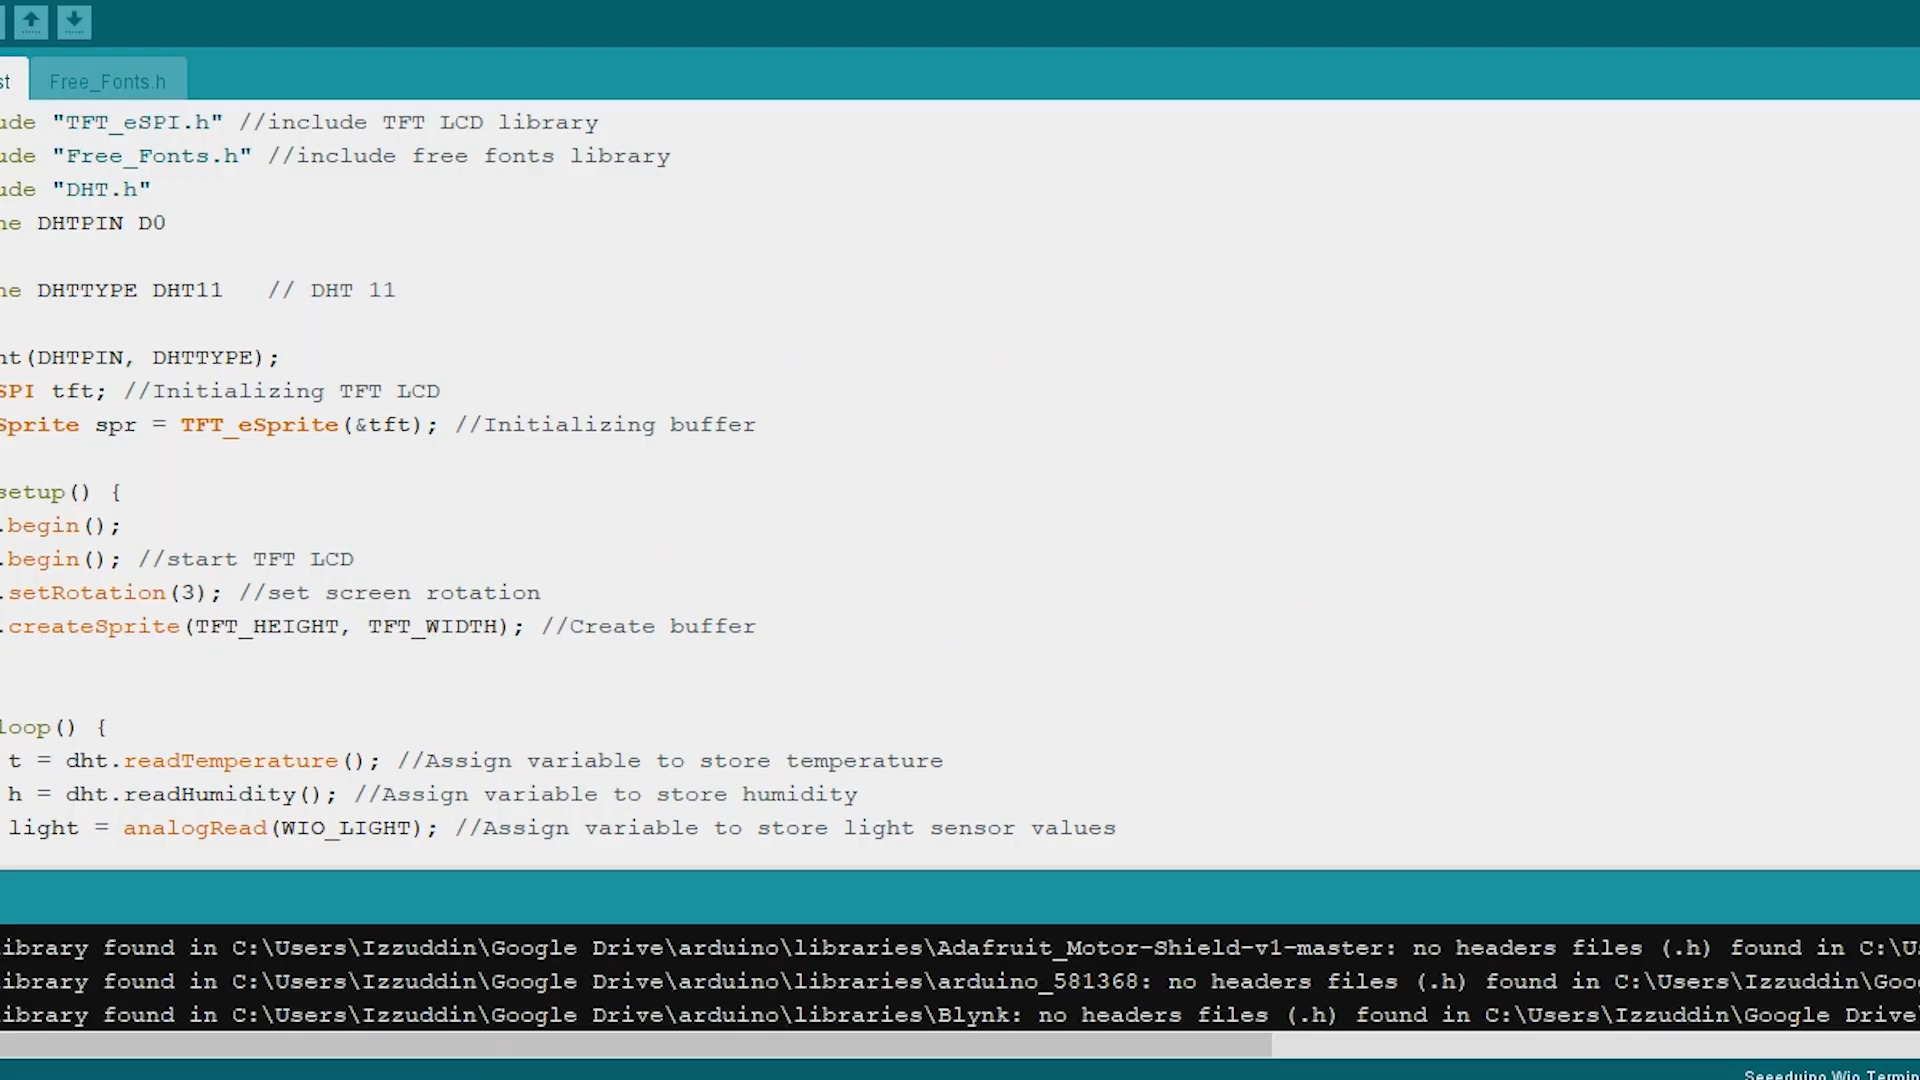 st Free_Fonts.h
ude "TFT_eSPI.h" //include TFT LCD library
ude "Free_Fonts.h" //include free fonts library
ude "DHT.h"
ne DHTPIN D0
ne DHTTYPE DHT11   // DHT 11
ht(DHTPIN, DHTTYPE);
SPI tft; //Initializing TFT LCD
Sprite spr = TFT_eSprite(&tft); //Initializing buffer
setup() {
.begin();
.begin(); //start TFT LCD
.setRotation(3); //set screen rotation
.createSprite(TFT_HEIGHT, TFT_WIDTH); //Create buffer
loop() {
t = dht.readTemperature(); //Assign variable to store temperature
h = dht.readHumidity(); //Assign variable to store humidity
light = analogRead(WIO_LIGHT); //Assign variable to store light sensor values
ibrary found in C:\Users\Izzuddin\Google Drive\arduino\libraries\Adafruit_Motor-Shield-v1-master: no headers files (.h) found in C:\U
ibrary found in C:\Users\Izzuddin\Google Drive\arduino\libraries\arduino_581368: no headers files (.h) found in C:\Users\Izzuddin\Goo
ibrary found in C:\Users\Izzuddin\Google Drive\arduino\libraries\Blynk: no headers files (.h) found in C:\Users\Izzuddin\Google Drive
Seeeduino Wio Termin